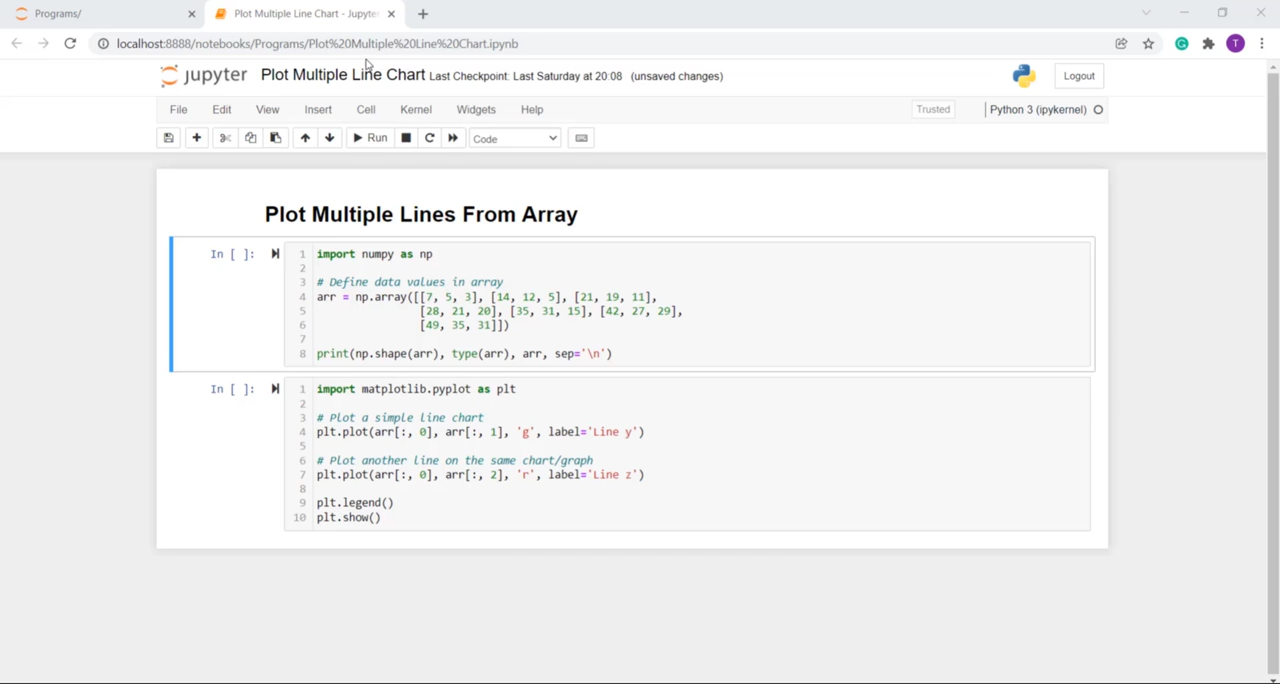 Programs/
Plot Multiple Line Chart - Jupyter
localhost:8888/notebooks/Programs/Plot%20Multiple%20Line%20Chart.ipynb
T
jupyter Plot Multiple Line Chart Last Checkpoint: Last Saturday at 20:08 (unsaved changes)
Logout
File Edit View Insert Cell Kernel Widgets Help
Trusted
Python 3 (ipykernel)
Run
Code
Plot Multiple Lines From Array
In [ ]:
1 import numpy as np
2
3 # Define data values in array
4 arr = np.array([[7, 5, 3], [14, 12, 5], [21, 19, 11],
5 [28, 21, 20], [35, 31, 15], [42, 27, 29],
6 [49, 35, 31]])
7
8 print(np.shape(arr), type(arr), arr, sep='\n')
In [ ]:
1 import matplotlib.pyplot as plt
2
3 # Plot a simple line chart
4 plt.plot(arr[:, 0], arr[:, 1], 'g', label='Line y')
5
6 # Plot another line on the same chart/graph
7 plt.plot(arr[:, 0], arr[:, 2], 'r', label='Line z')
8
9 plt.legend()
10 plt.show()